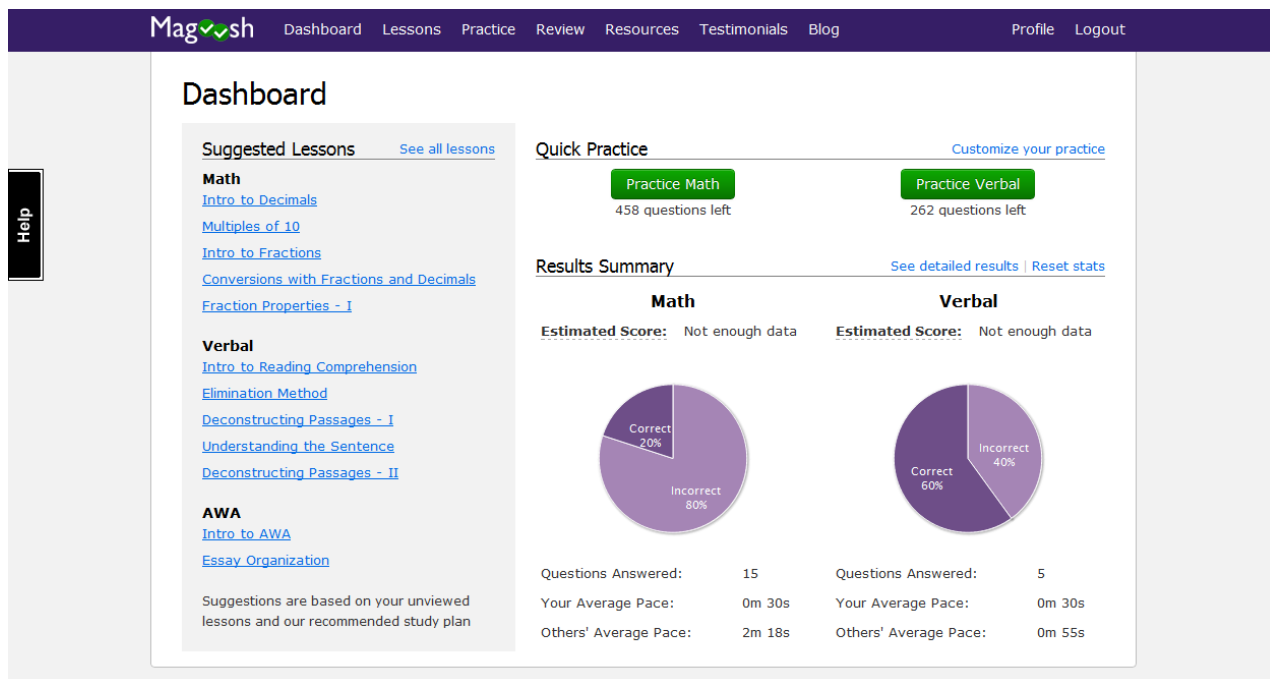 Magoosh Dashboard Lessons Practice Review Resources Testimonials Blog Profile Logout
Help
Dashboard
Suggested Lessons See all lessons
Math
Intro to Decimals
Multiples of 10
Intro to Fractions
Conversions with Fractions and Decimals
Fraction Properties - I
Verbal
Intro to Reading Comprehension
Elimination Method
Deconstructing Passages - I
Understanding the Sentence
Deconstructing Passages - II
AWA
Intro to AWA
Essay Organization
Suggestions are based on your unviewed
lessons and our recommended study plan
Quick Practice Customize your practice
Practice Math Practice Verbal
458 questions left 262 questions left
Results Summary See detailed results | Reset stats
Math Verbal
Estimated Score: Not enough data Estimated Score: Not enough data
Correct
20%
Incorrect
80%
Incorrect
40%
Correct
60%
Questions Answered: 15 Questions Answered: 5
Your Average Pace: 0m 30s Your Average Pace: 0m 30s
Others' Average Pace: 2m 18s Others' Average Pace: 0m 55s